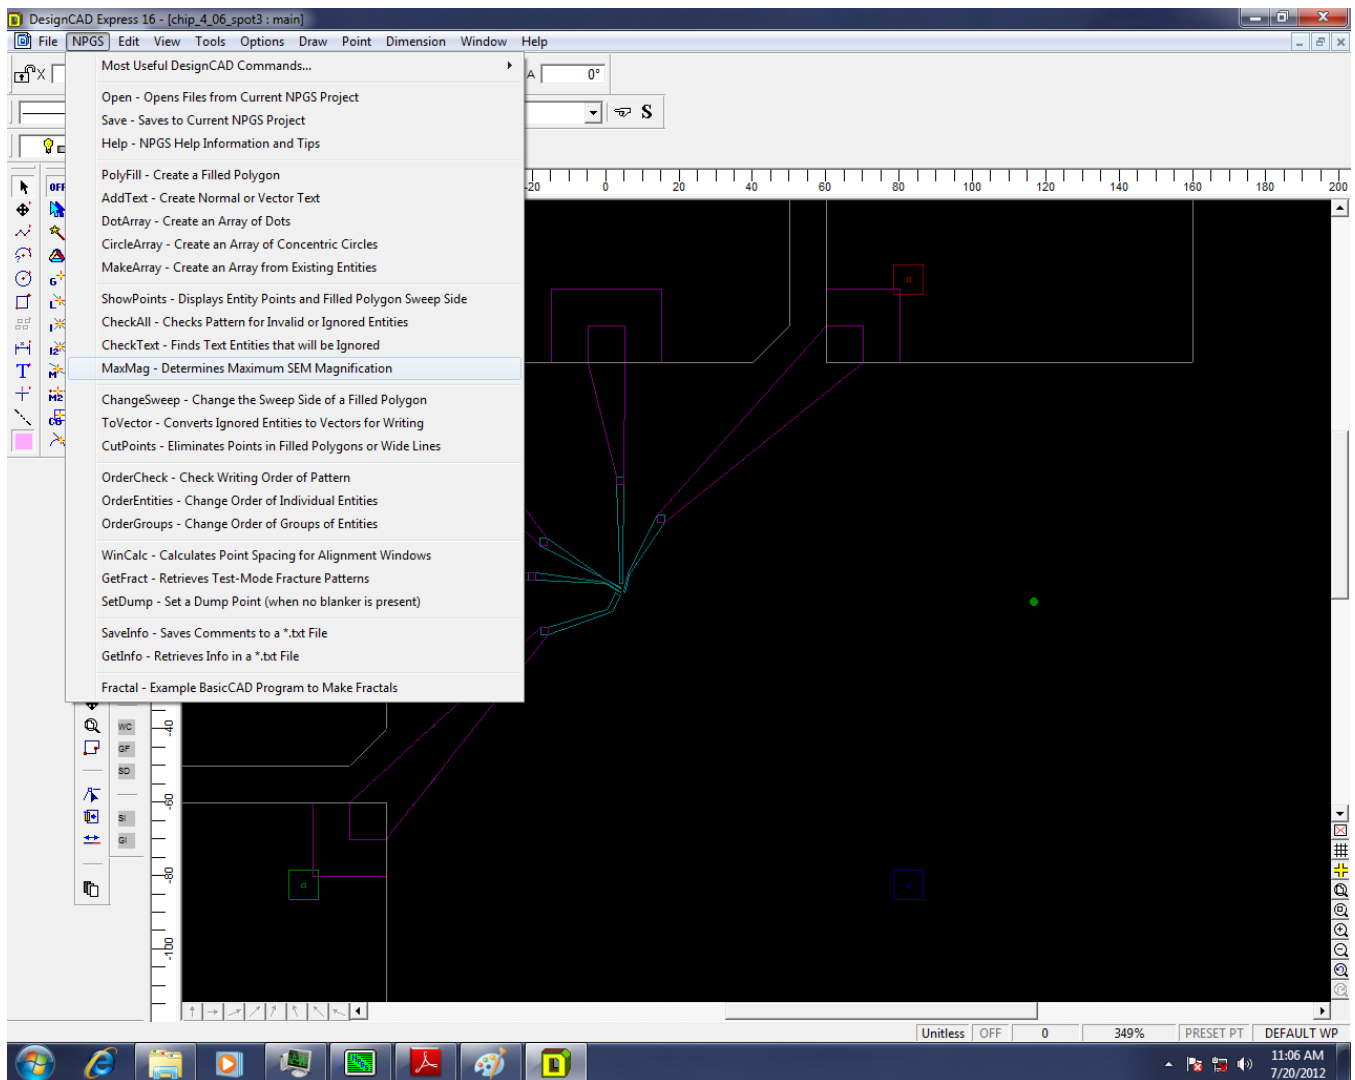 DesignCAD Express 16 - [chip_4_06_spot3 : main]
File NPGS Edit View Tools Options Draw Point Dimension Window Help
X
A 0°
S
Most Useful DesignCAD Commands...
Open - Opens Files from Current NPGS Project
Save - Saves to Current NPGS Project
Help - NPGS Help Information and Tips
PolyFill - Create a Filled Polygon
AddText - Create Normal or Vector Text
DotArray - Create an Array of Dots
CircleArray - Create an Array of Concentric Circles
MakeArray - Create an Array from Existing Entities
ShowPoints - Displays Entity Points and Filled Polygon Sweep Side
CheckAll - Checks Pattern for Invalid or Ignored Entities
CheckText - Finds Text Entities that will be Ignored
MaxMag - Determines Maximum SEM Magnification
ChangeSweep - Change the Sweep Side of a Filled Polygon
ToVector - Converts Ignored Entities to Vectors for Writing
CutPoints - Eliminates Points in Filled Polygons or Wide Lines
OrderCheck - Check Writing Order of Pattern
OrderEntities - Change Order of Individual Entities
OrderGroups - Change Order of Groups of Entities
WinCalc - Calculates Point Spacing for Alignment Windows
GetFract - Retrieves Test-Mode Fracture Patterns
SetDump - Set a Dump Point (when no blanker is present)
SaveInfo - Saves Comments to a *.txt File
GetInfo - Retrieves Info in a *.txt File
Fractal - Example BasicCAD Program to Make Fractals
-20 0 20 40 60 80 100 120 140 160 180 200
OFF
WC
GF
SD
SI
GI
-40
-60
-80
-100
Unitless OFF 0 349% PRESET PT DEFAULT WP
11:06 AM
7/20/2012